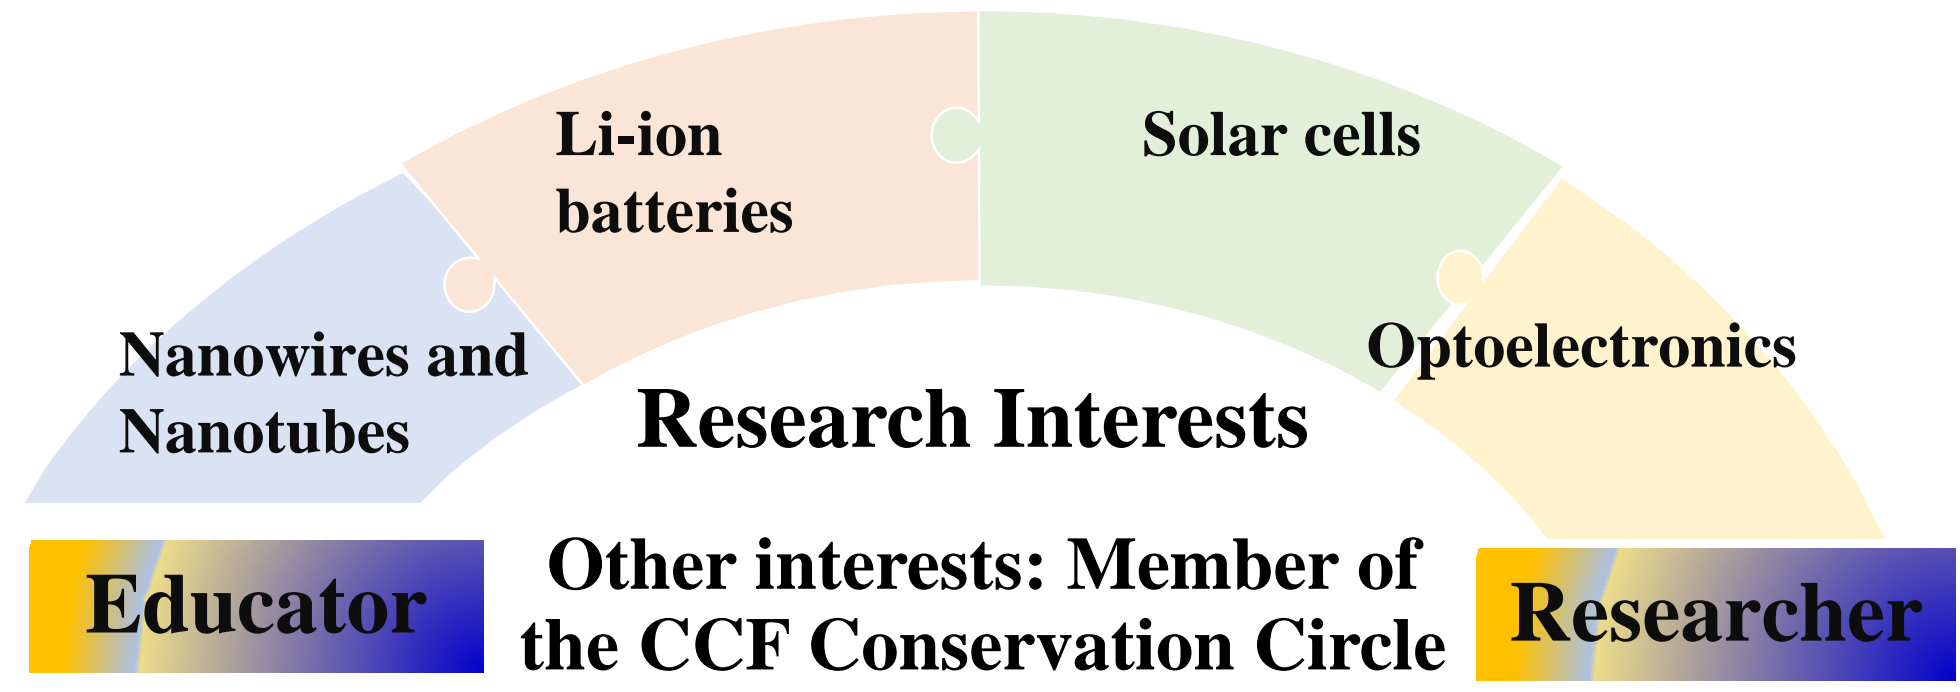 Li-ion
batteries
Solar cells
Nanowires and
Nanotubes
Optoelectronics
Research Interests
Educator
Other interests: Member of
the CCF Conservation Circle
Researcher